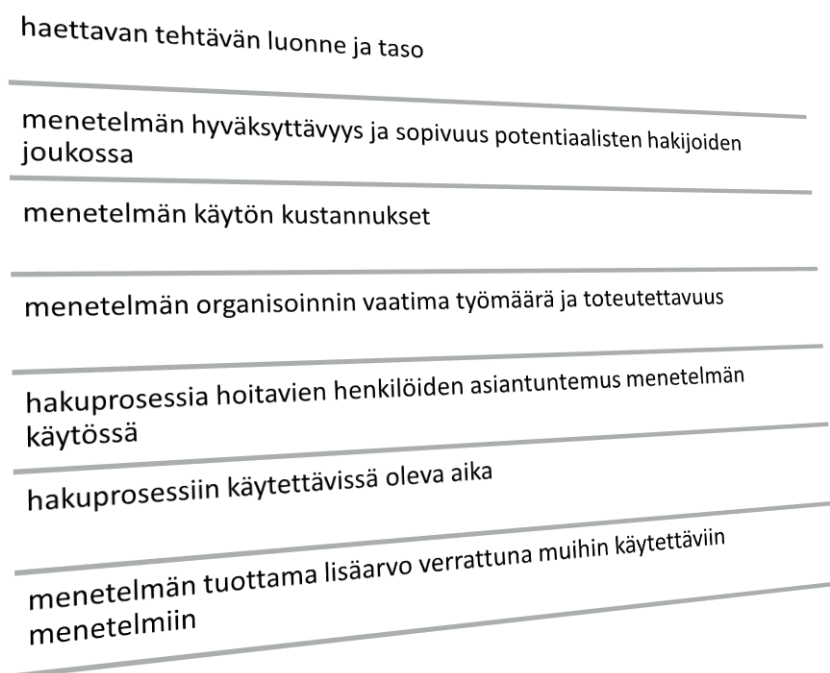 haettavan tehtävän luonne ja taso
menetelmän hyväksyttävyys ja sopivuus potentiaalisten hakijoiden
joukossa
menetelmän käytön kustannukset
menetelmän organisoinnin vaatima työmäärä ja toteutettavuus
hakuprosessia hoitavien henkilöiden asiantuntemus menetelmän
käytössä
hakuprosessiin käytettävissä oleva aika
menetelmän tuottama lisäarvo verrattuna muihin käytettäviin
menetelmiin